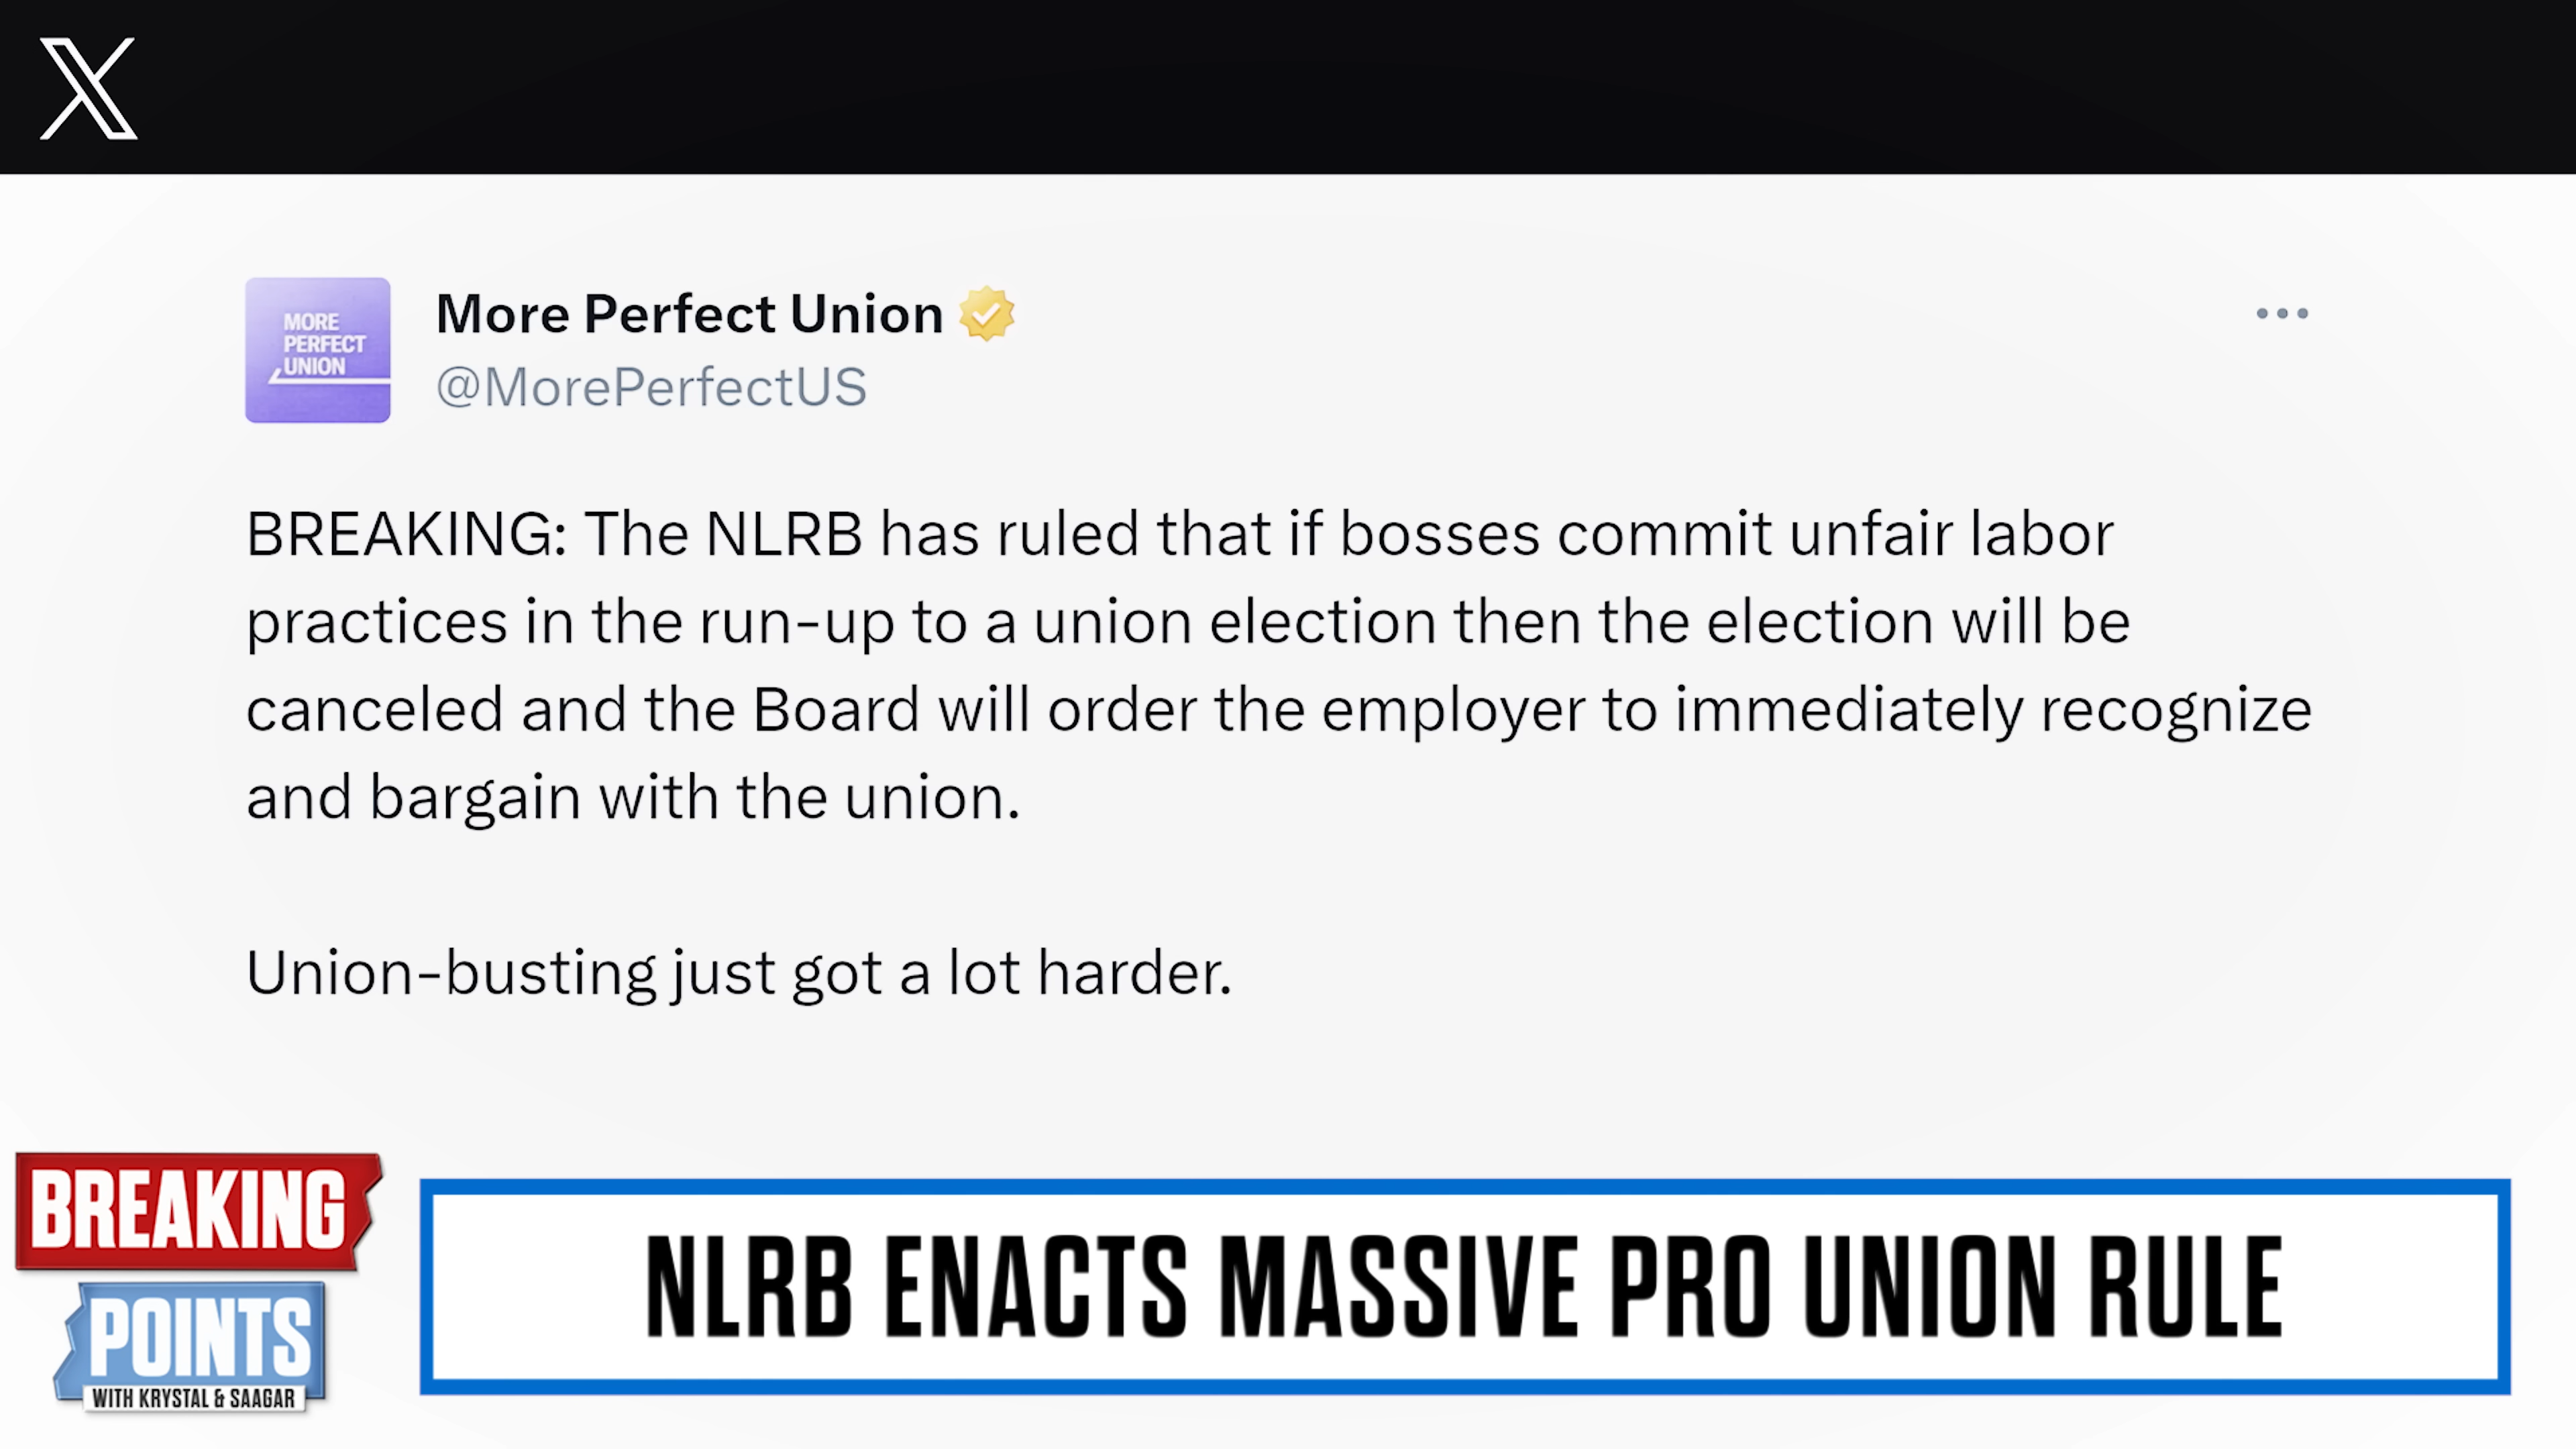 MORE
PERFECT
UNION
More Perfect Union
@MorePerfectUS
BREAKING: The NLRB has ruled that if bosses commit unfair labor
practices in the run-up to a union election then the election will be
canceled and the Board will order the employer to immediately recognize
and bargain with the union.
Union-busting just got a lot harder.
BREAKING
POINTS
WITH KRYSTAL & SAAGAR
NLRB ENACTS MASSIVE PRO UNION RULE